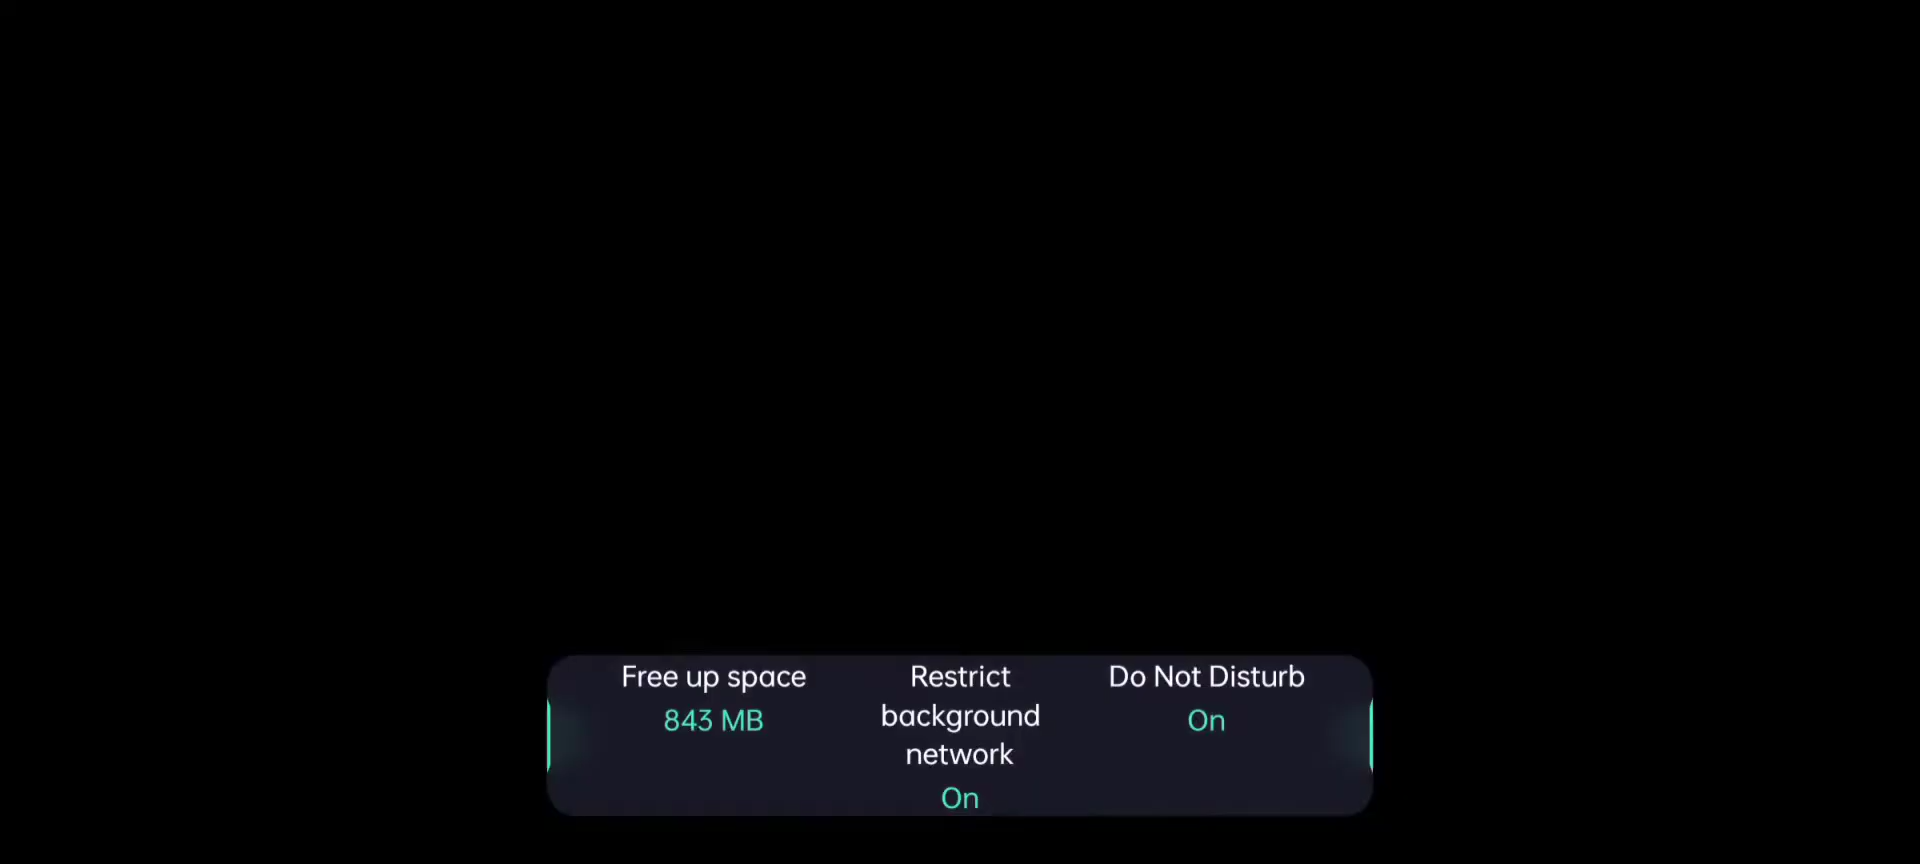 Free up space
843 MB
Restrict
background
network
On
Do Not Disturb
On